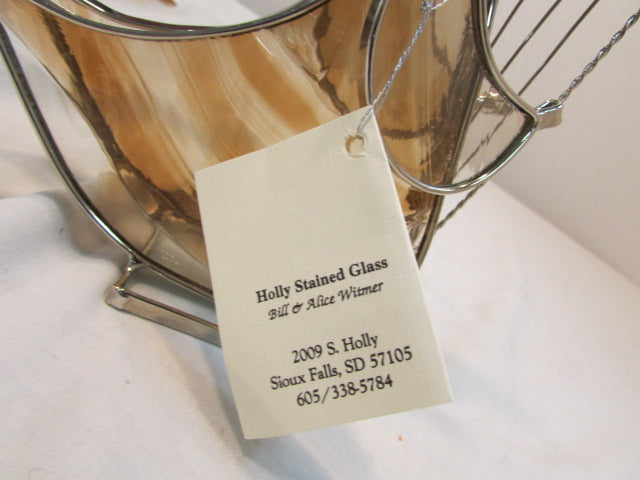 Holly Stained Glass
Bill & Alice Witmer
2009 S. Holly
Sioux Falls, SD 57105
605/338-5784